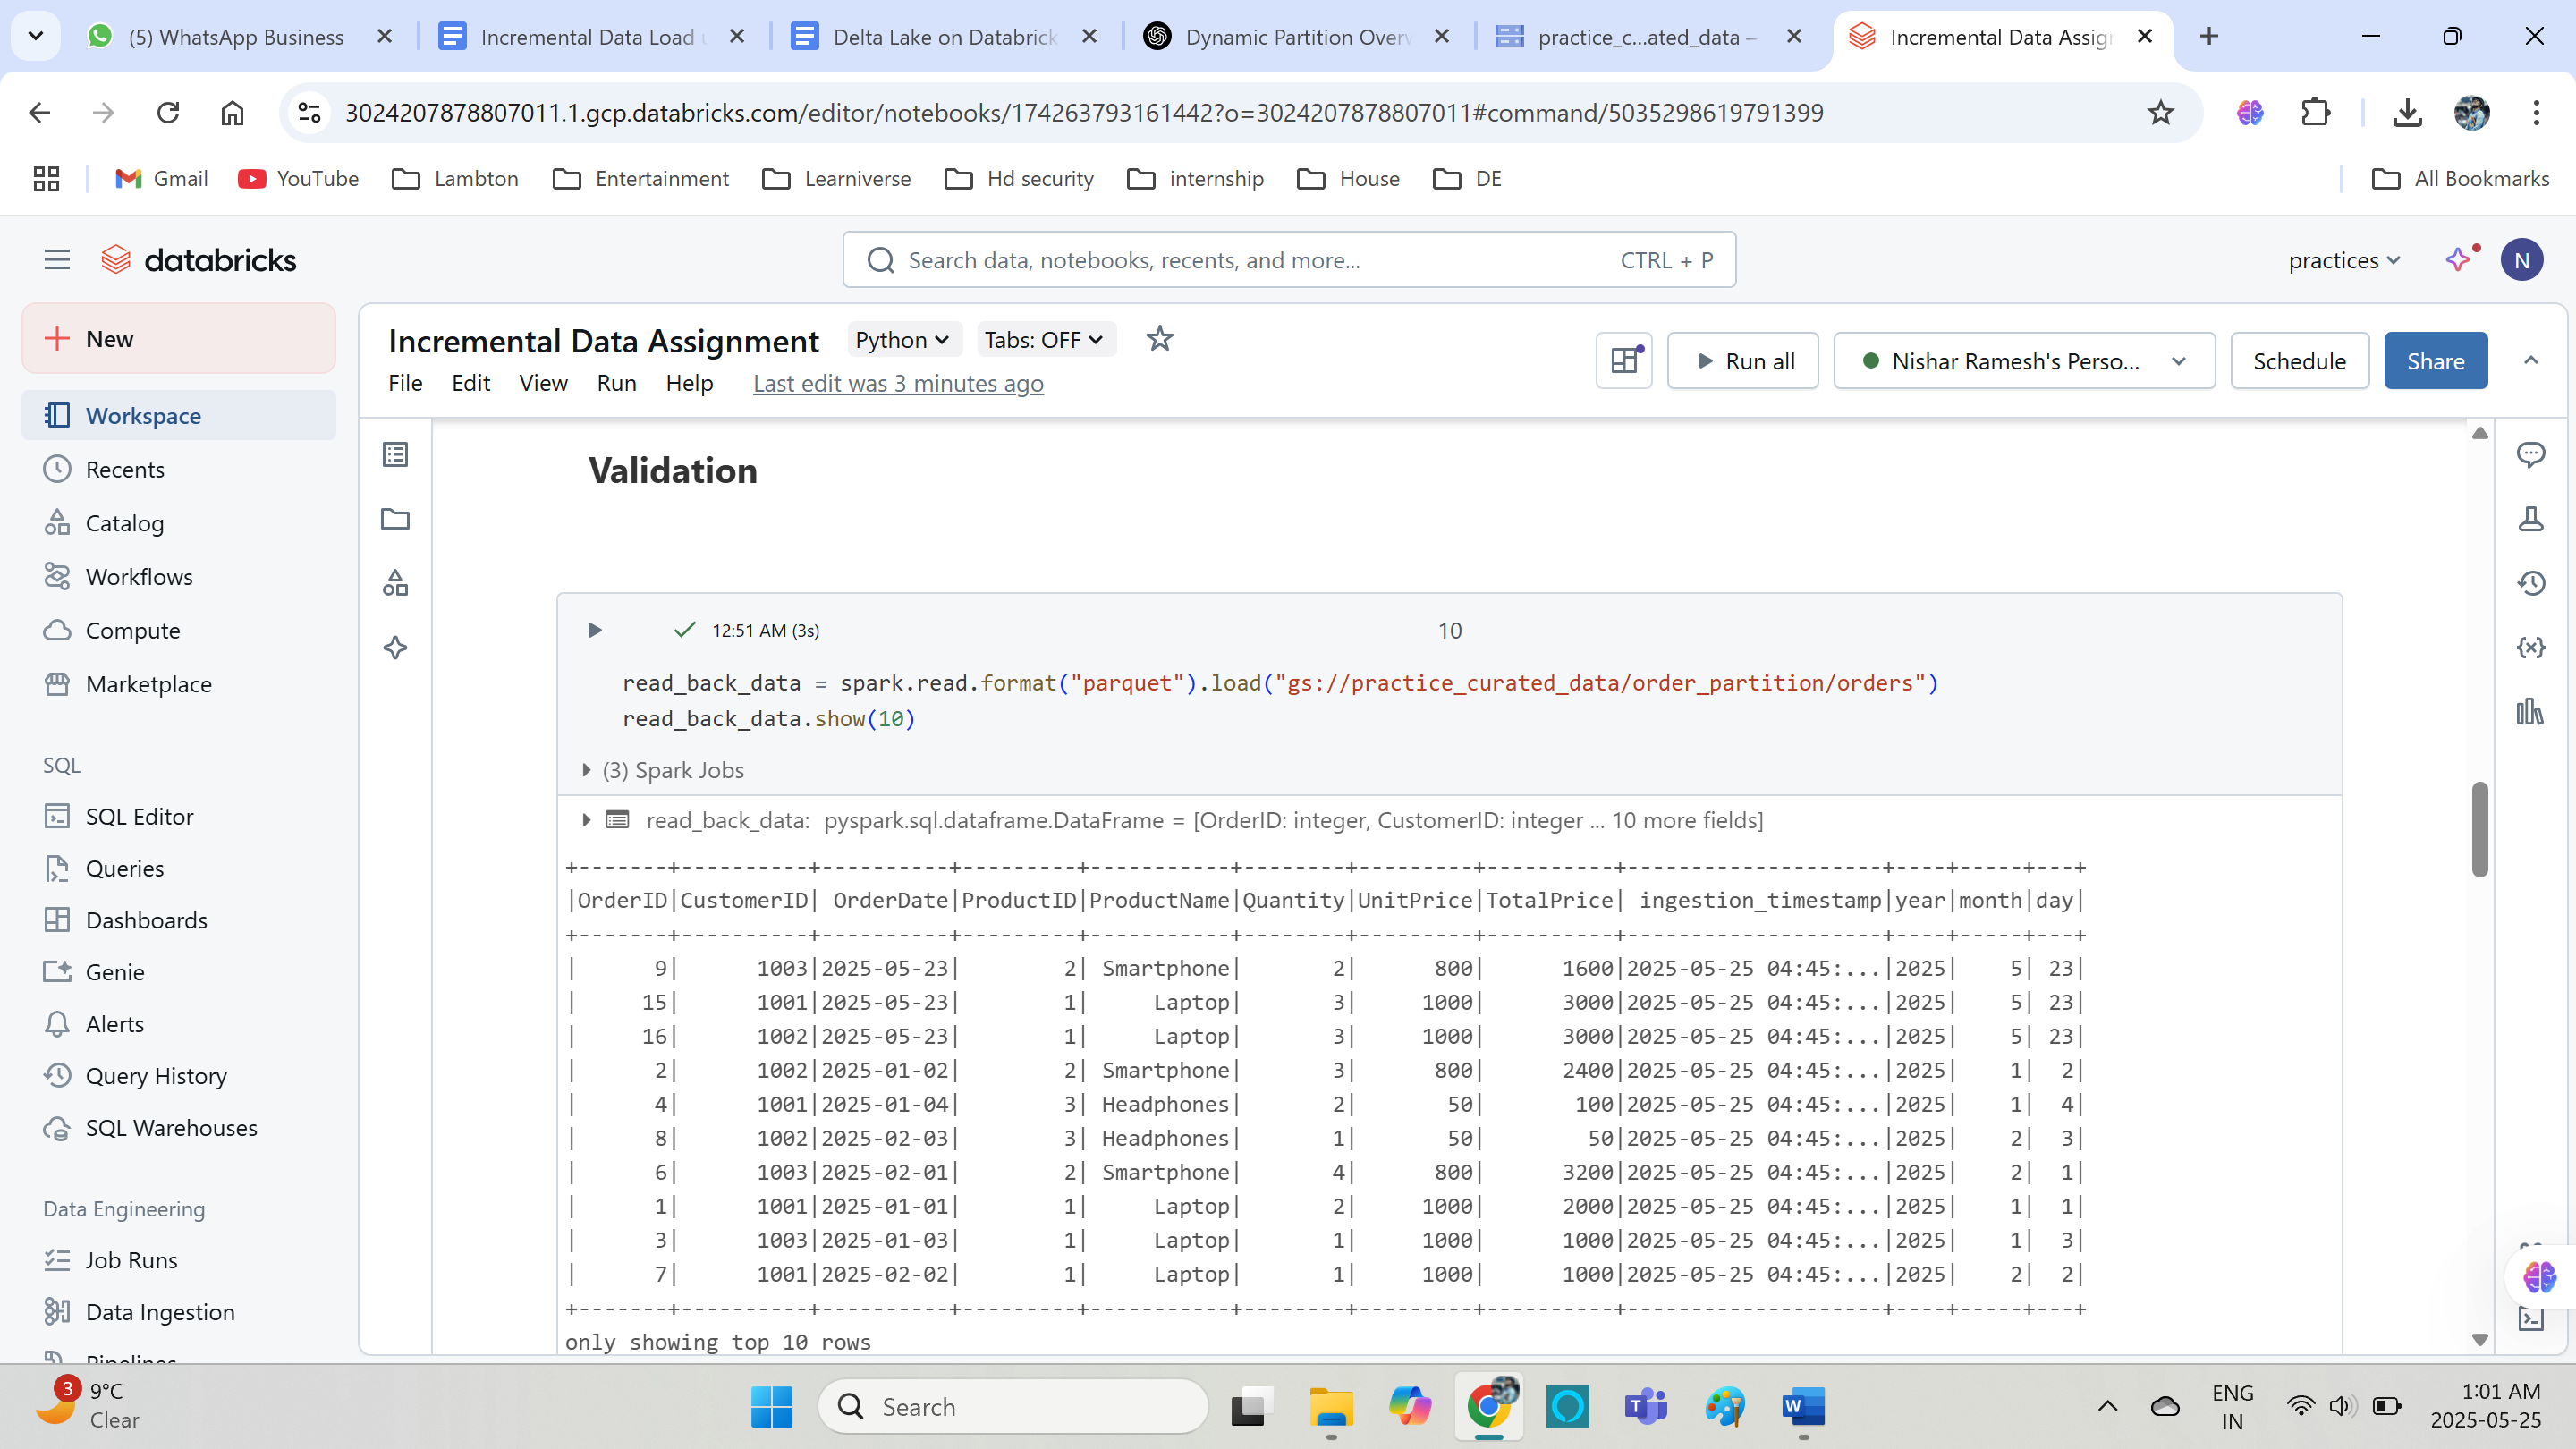 (5) WhatsApp Business
Incremental Data Load
Delta Lake on Databrick
Dynamic Partition Overv
practice_c...ated_data –
Incremental Data Assig
3024207878807011.1.gcp.databricks.com/editor/notebooks/174263793161442?o=3024207878807011#command/5035298619791399
Gmail
YouTube
Lambton
Entertainment
Learniverse
Hd security
internship
House
DE
All Bookmarks
databricks
Search data, notebooks, recents, and more...
CTRL + P
practices
N
New
Workspace
Recents
Catalog
Workflows
Compute
Marketplace
SQL
SQL Editor
Queries
Dashboards
Genie
Alerts
Query History
SQL Warehouses
Data Engineering
Job Runs
Data Ingestion
Pipelines
Incremental Data Assignment
Python
Tabs: OFF
File Edit View Run Help Last edit was 3 minutes ago
Run all
Nishar Ramesh's Perso...
Schedule
Share
Validation
12:51 AM (3s)
10
read_back_data = spark.read.format("parquet").load("gs://practice_curated_data/order_partition/orders")
read_back_data.show(10)
(3) Spark Jobs
read_back_data: pyspark.sql.dataframe.DataFrame = [OrderID: integer, CustomerID: integer ... 10 more fields]
+-------+----------+----------+---------+-----------+--------+---------+----------+--------------------+----+-----+---+
|OrderID|CustomerID| OrderDate|ProductID|ProductName|Quantity|UnitPrice|TotalPrice| ingestion_timestamp|year|month|day|
+-------+----------+----------+---------+-----------+--------+---------+----------+--------------------+----+-----+---+
|      9|      1003|2025-05-23|        2| Smartphone|       2|      800|      1600|2025-05-25 04:45:...|2025|    5| 23|
|     15|      1001|2025-05-23|        1|     Laptop|       3|     1000|      3000|2025-05-25 04:45:...|2025|    5| 23|
|     16|      1002|2025-05-23|        1|     Laptop|       3|     1000|      3000|2025-05-25 04:45:...|2025|    5| 23|
|      2|      1002|2025-01-02|        2| Smartphone|       3|      800|      2400|2025-05-25 04:45:...|2025|    1|  2|
|      4|      1001|2025-01-04|        3| Headphones|       2|       50|       100|2025-05-25 04:45:...|2025|    1|  4|
|      8|      1002|2025-02-03|        3| Headphones|       1|       50|        50|2025-05-25 04:45:...|2025|    2|  3|
|      6|      1003|2025-02-01|        2| Smartphone|       4|      800|      3200|2025-05-25 04:45:...|2025|    2|  1|
|      1|      1001|2025-01-01|        1|     Laptop|       2|     1000|      2000|2025-05-25 04:45:...|2025|    1|  1|
|      3|      1003|2025-01-03|        1|     Laptop|       1|     1000|      1000|2025-05-25 04:45:...|2025|    1|  3|
|      7|      1001|2025-02-02|        1|     Laptop|       1|     1000|      1000|2025-05-25 04:45:...|2025|    2|  2|
+-------+----------+----------+---------+-----------+--------+---------+----------+--------------------+----+-----+---+
only showing top 10 rows
3
9°C
Clear
Search
ENG
IN
1:01 AM
2025-05-25